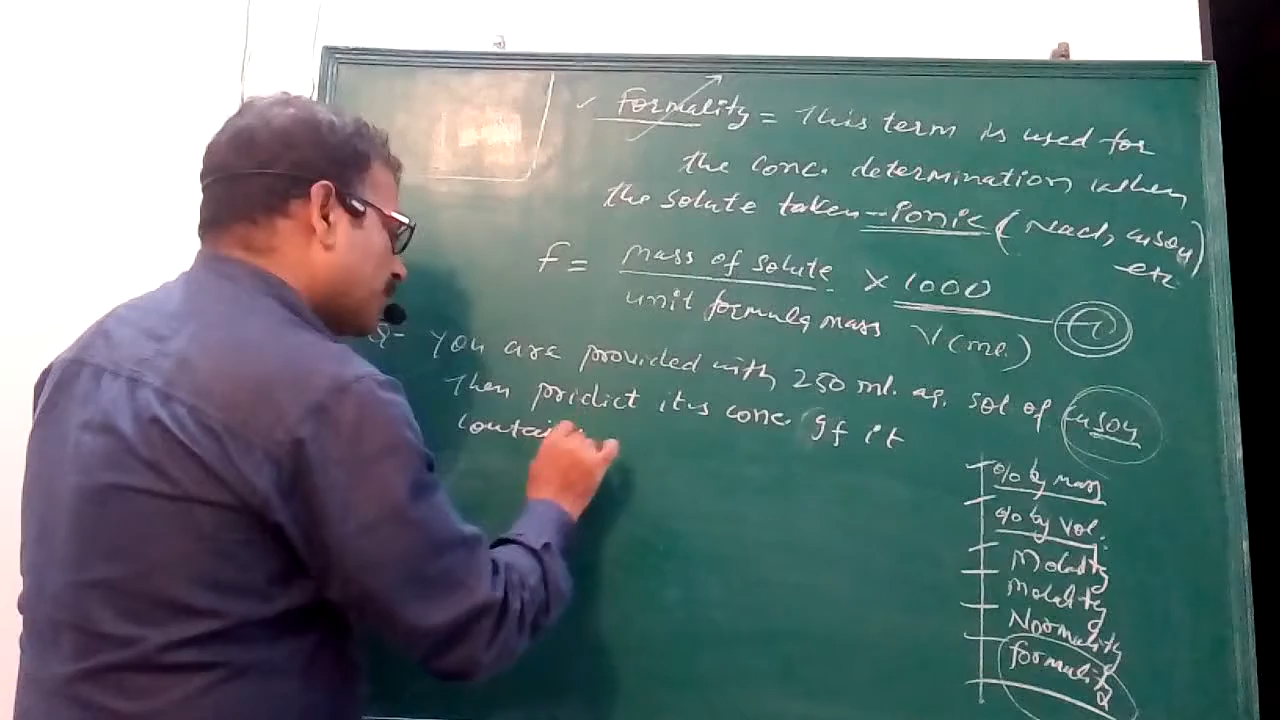 ✓ Formality = This term is used for
the conc. determination when
the solute taken - ionic (NaCl, CuSO4
etc)
f = mass of solute / unit formula mass × 1000 / V(ml.)
Q- You are provided with 250 ml. aq. sol of CuSO4
Then pridict its conc. If it
contai
% by mass
% by vol.
Molality
Normality
formality